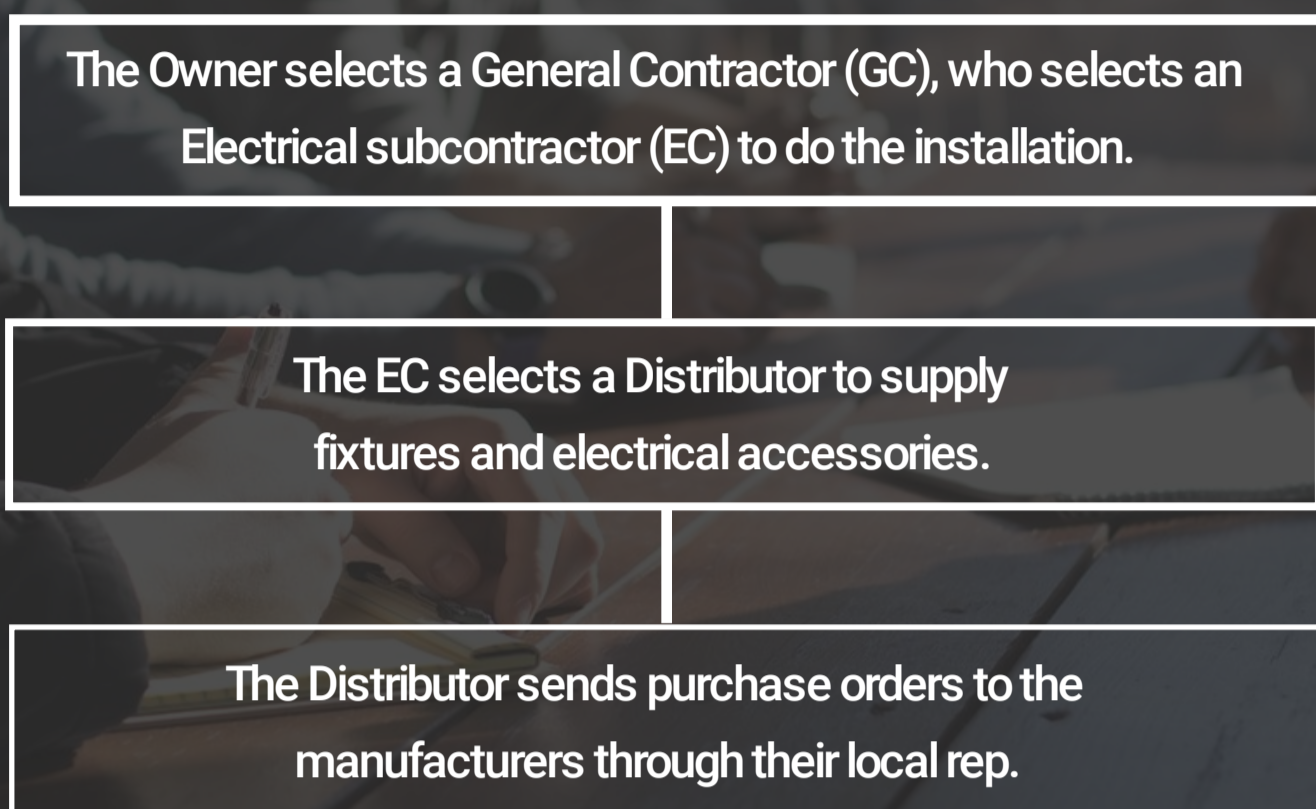 The Owner selects a General Contractor (GC), who selects an
Electrical subcontractor (EC) to do the installation.
The EC selects a Distributor to supply
fixtures and electrical accessories.
The Distributor sends purchase orders to the
manufacturers through their local rep.